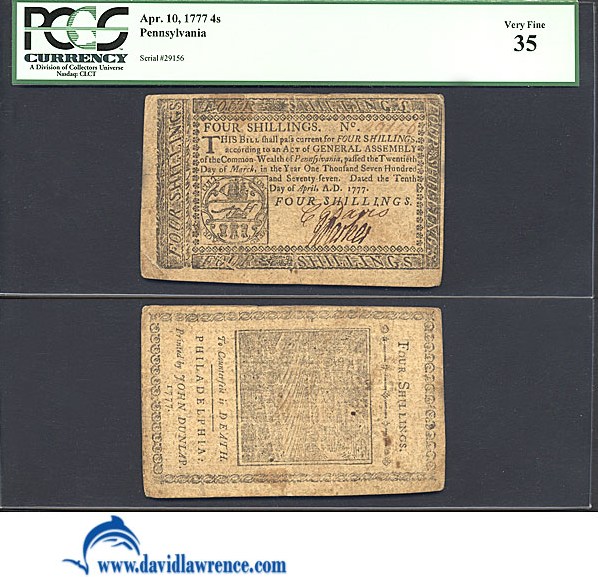 PCGS
CURRENCY
A Division of Collectors Universe
Nasdaq: CLCT
Apr. 10, 1777 4s
Pennsylvania
Serial #29156
Very Fine
35
FOUR SHILLINGS
FOUR SHILLINGS
FOUR SHILLINGS. No.
THIS BILL shall pass current for FOUR SHILLINGS,
according to an ACT of GENERAL ASSEMBLY
of the Common-Wealth of Pennsylvania, passed the Twentieth
Day of March, in the Year One Thousand Seven Hundred
and Seventy-seven. Dated the Tenth
Day of April, A.D. 1777.
FOUR SHILLINGS.
SHILLINGS
FOUR SHILLINGS.
To Counterfeit is DEATH.
PHILADELPHIA:
Printed by JOHN DUNLAP.
1777.
www.davidlawrence.com